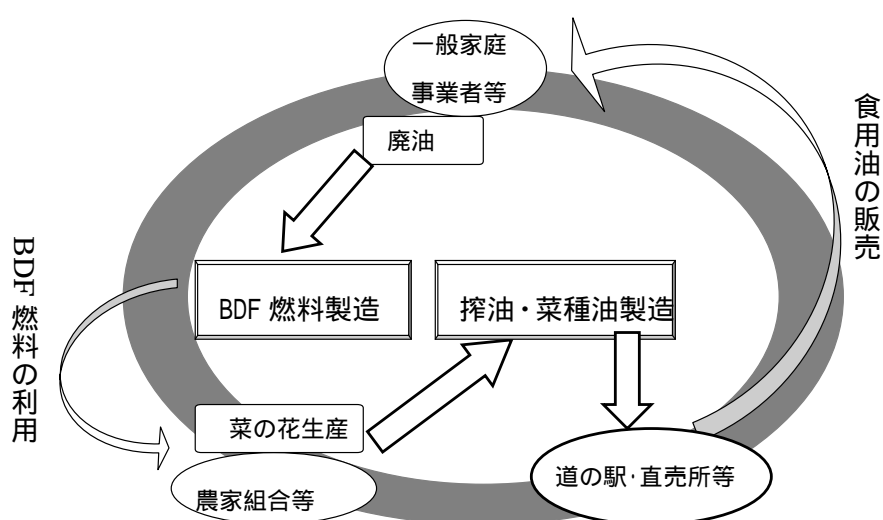 一般家庭
事業者等
廃油
食用油の販売
BDF 燃料の利用
BDF 燃料製造
搾油・菜種油製造
菜の花生産
農家組合等
道の駅・直売所等